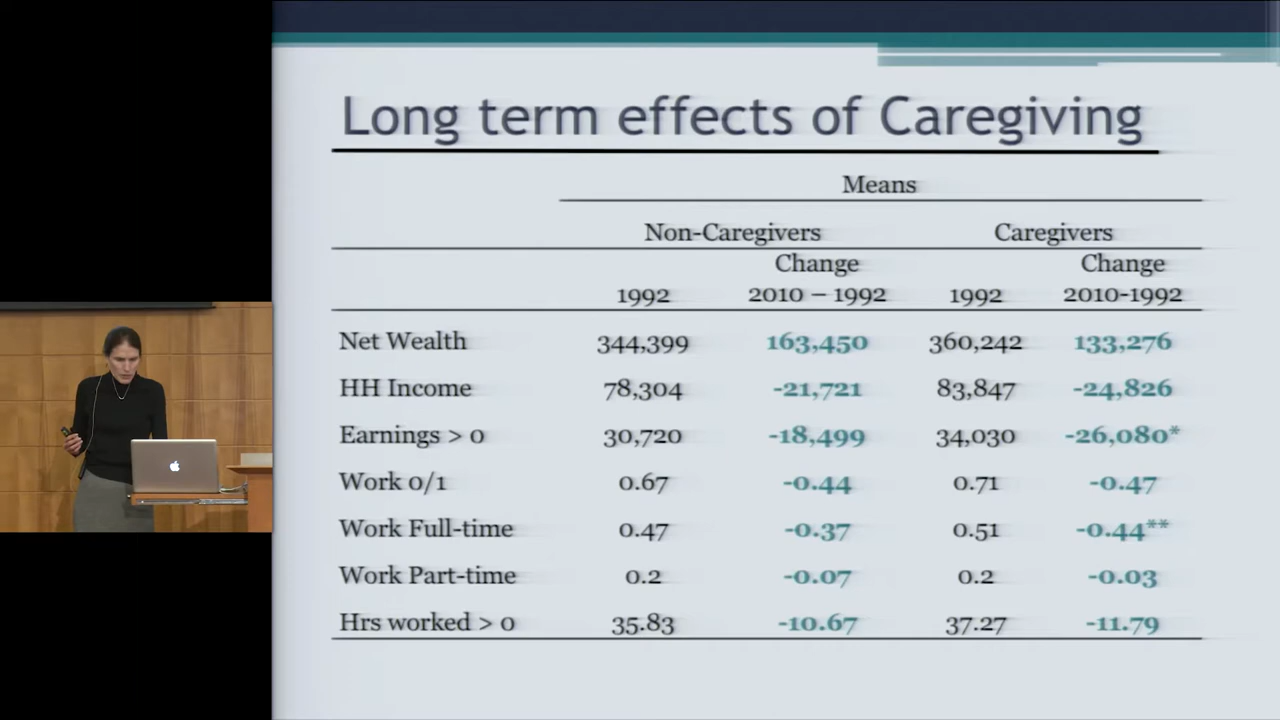 Long term effects of Caregiving
Means
Non-Caregivers Caregivers
Change Change
1992 2010 – 1992 1992 2010-1992
Net Wealth 344,399 163,450 360,242 133,276
HH Income 78,304 -21,721 83,847 -24,826
Earnings > 0 30,720 -18,499 34,030 -26,080*
Work 0/1 0.67 -0.44 0.71 -0.47
Work Full-time 0.47 -0.37 0.51 -0.44**
Work Part-time 0.2 -0.07 0.2 -0.03
Hrs worked > 0 35.83 -10.67 37.27 -11.79